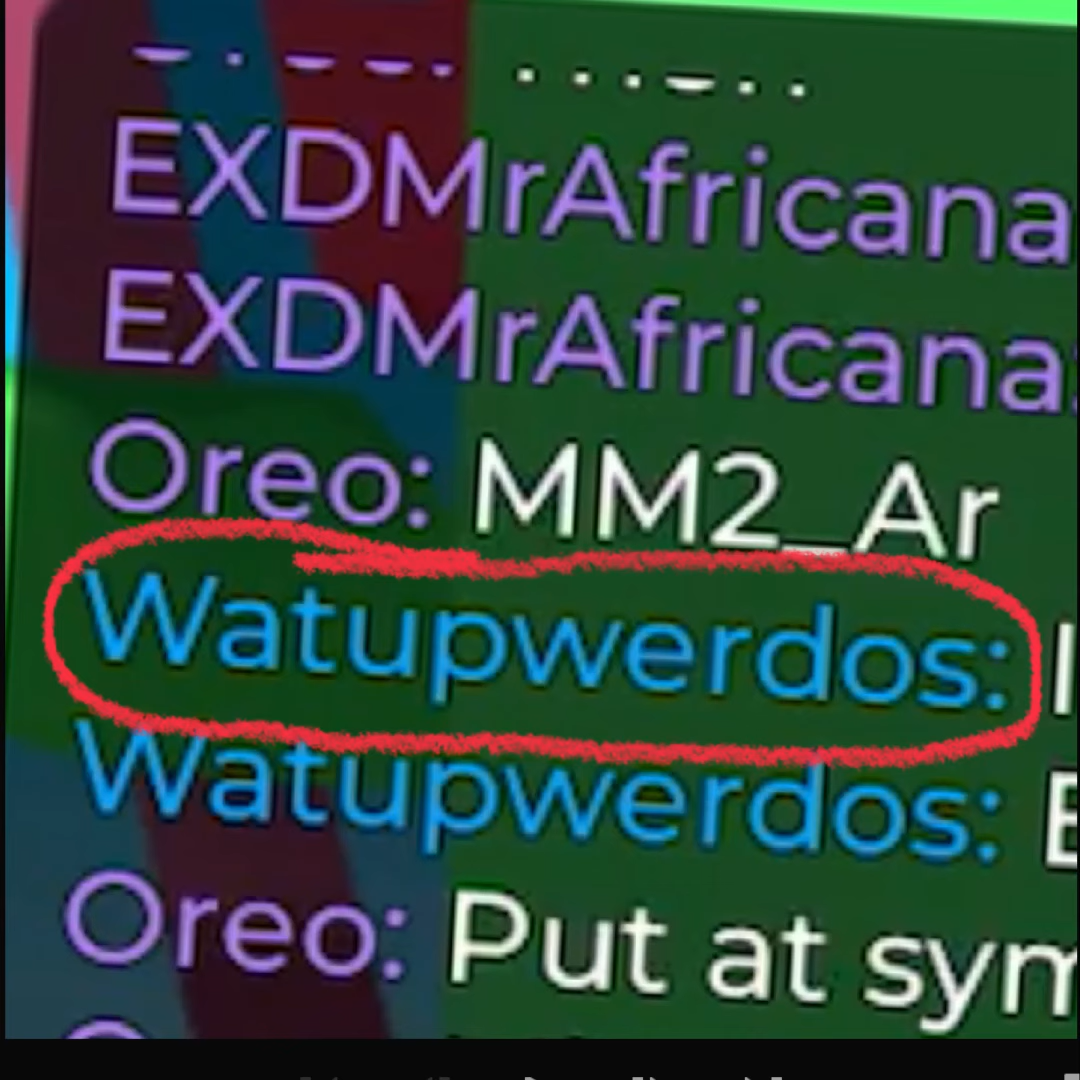 EXDMrAfricana
EXDMrAfricana:
Oreo: MM2_Ar
Watupwerdos:
Watupwerdos:
Oreo: Put at sym